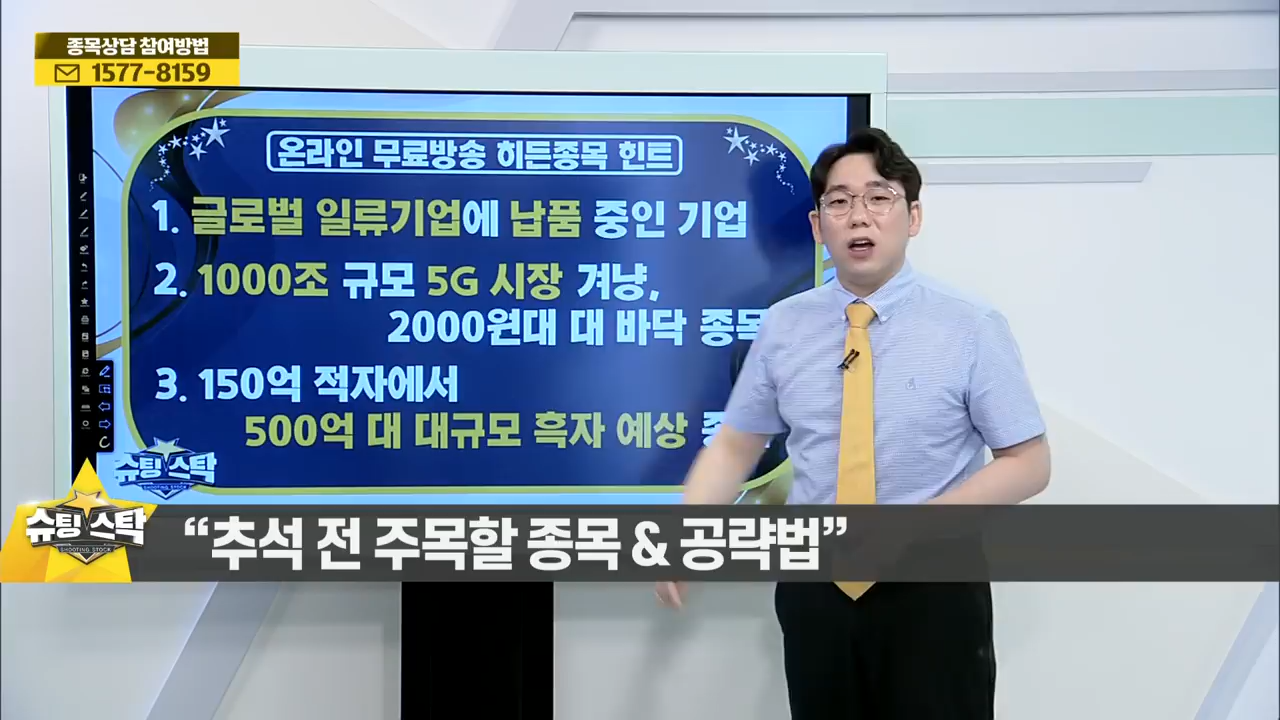 종목상담 참여방법
1577-8159
온라인 무료방송 히든종목 힌트
1. 글로벌 일류기업에 납품 중인 기업
2. 1000조 규모 5G 시장 겨냥,
2000원대 대 바닥 종목
3. 150억 적자에서
500억 대 대규모 흑자 예상
슈팅 스탁
SHOOTING STOCK
슈팅 스탁
SHOOTING STOCK
“추석 전 주목할 종목 & 공략법”